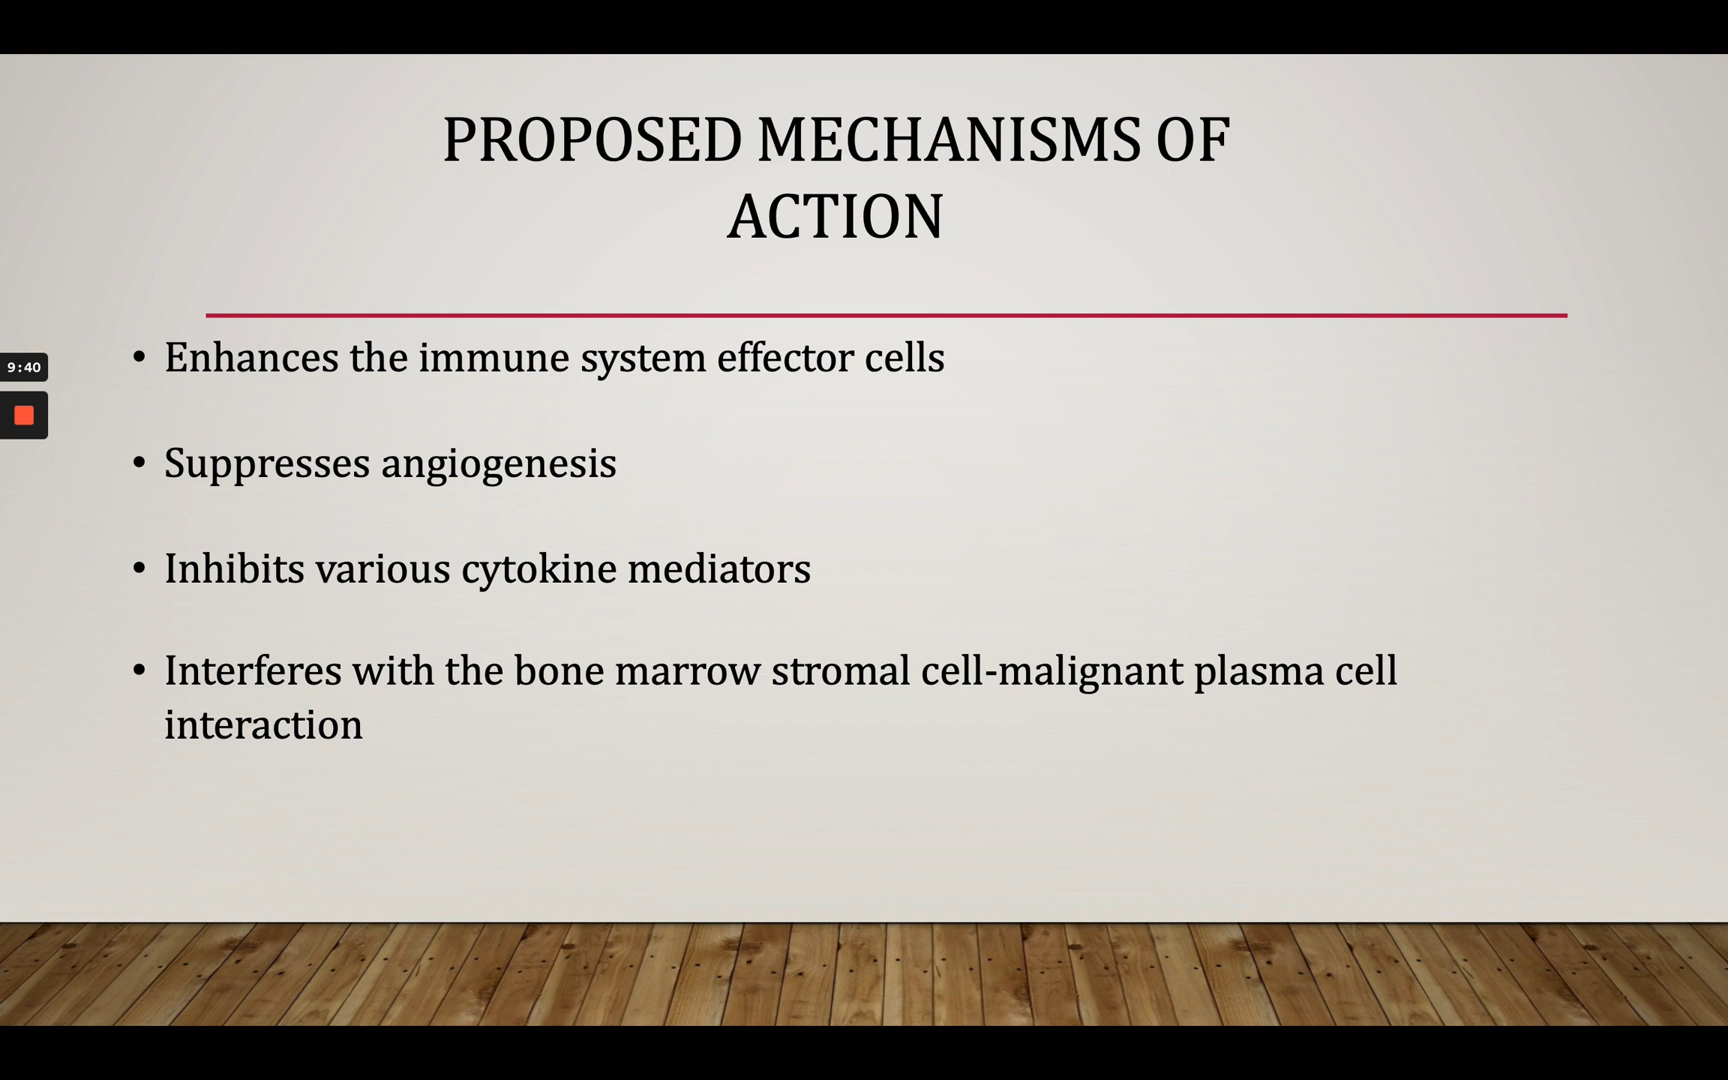 PROPOSED MECHANISMS OF
ACTION
• Enhances the immune system effector cells
9:40
• Suppresses angiogenesis
• Inhibits various cytokine mediators
• Interferes with the bone marrow stromal cell-malignant plasma cell
interaction